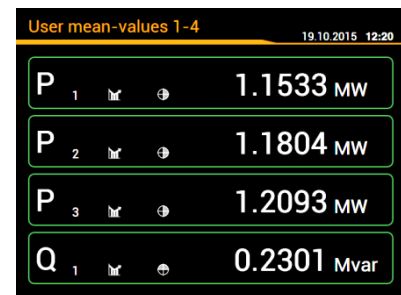 User mean-values 1-4
19.10.2015 12:20
P 1 1.1533 MW
P 2 1.1804 MW
P 3 1.2093 MW
Q 1 0.2301 Mvar